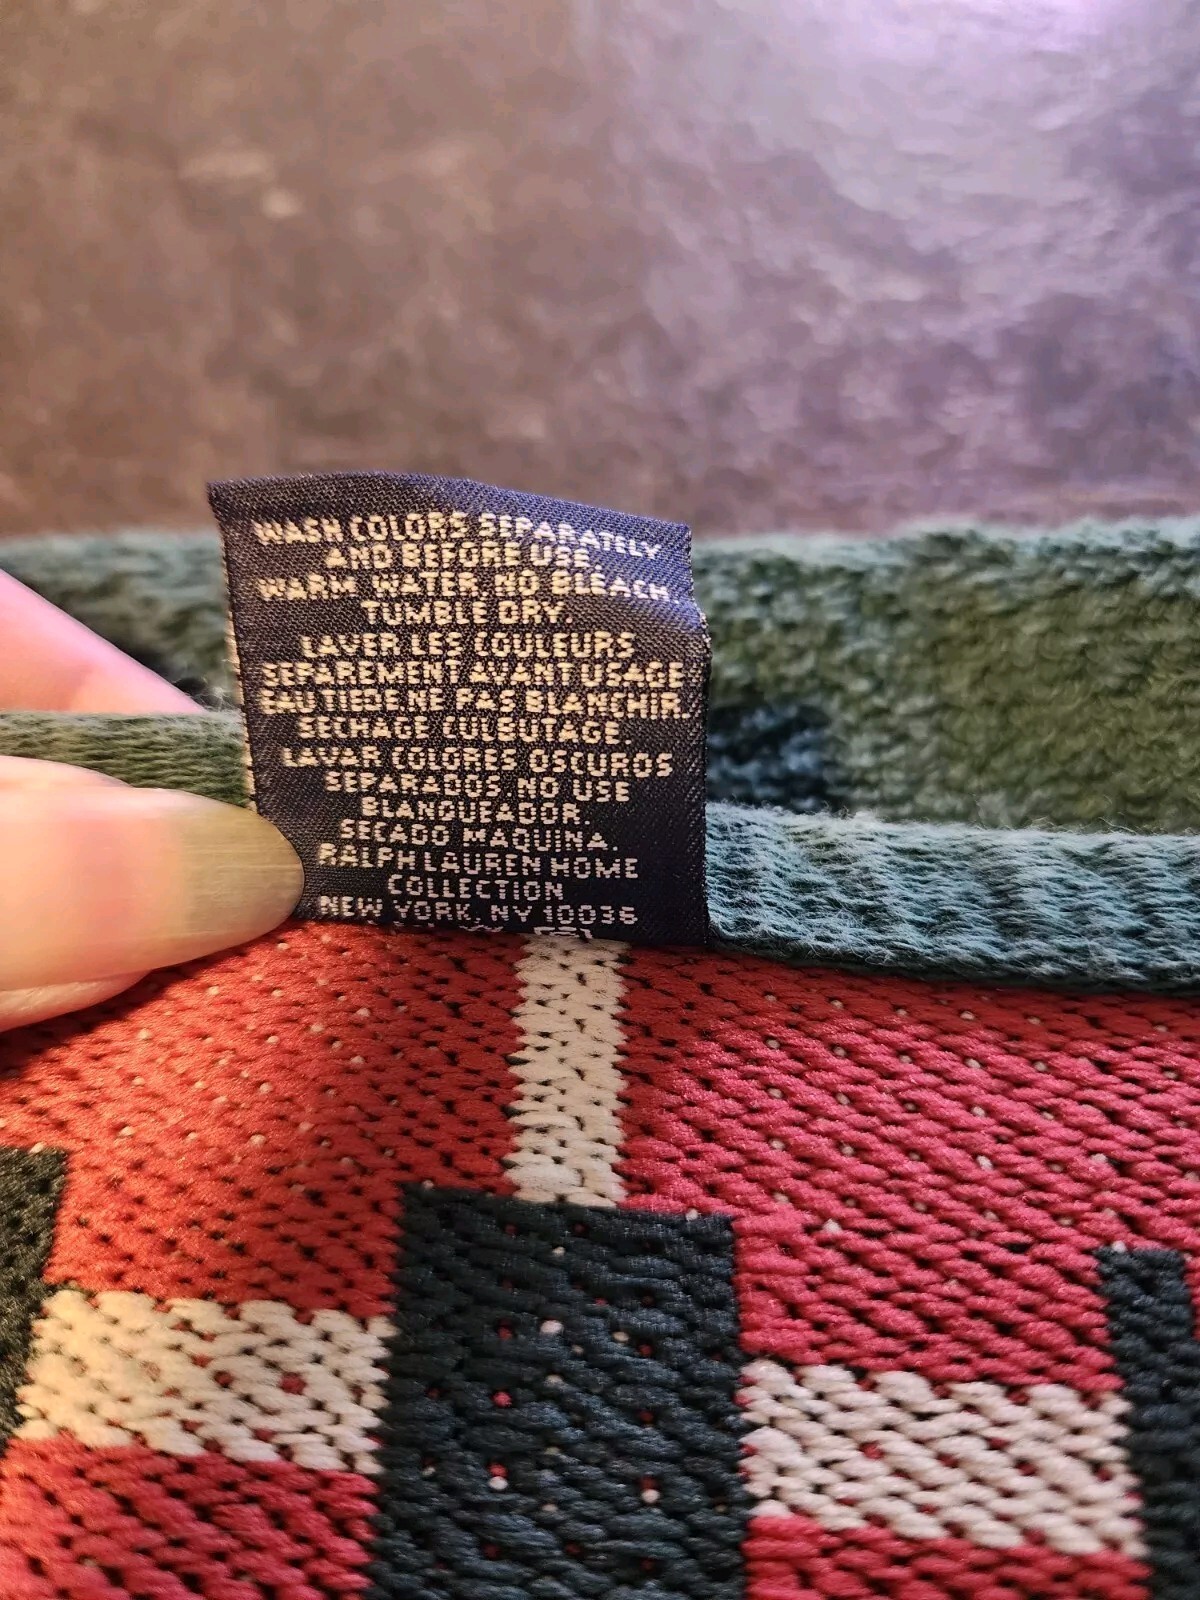 WASH COLORS SEPARATELY
AND BEFORE USE.
WARM WATER. NO BLEACH.
TUMBLE DRY.
LAVER LES COULEURS
SEPAREMENT AVANT USAGE
EAU TIEDE NE PAS BLANCHIR.
SECHAGE CULBUTAGE.
LAVAR COLORES OSCUROS
SEPARADOS. NO USE
BLANQUEADOR.
SECADO MAQUINA.
RALPH LAUREN HOME
COLLECTION
NEW YORK, NY 10036